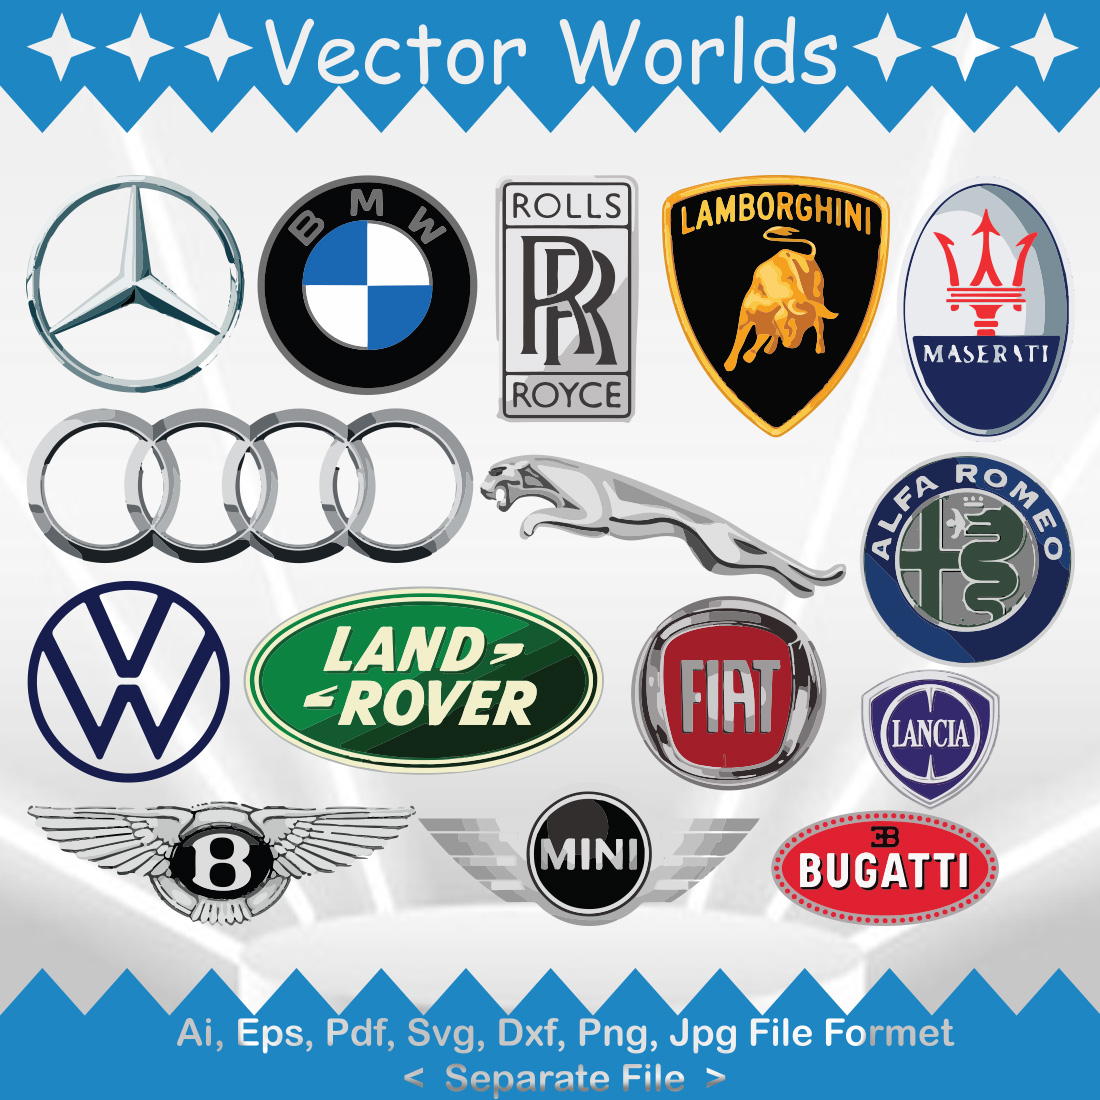 Vector Worlds
BMW
ROLLS
RR
ROYCE
LAMBORGHINI
MASERATI
ALFA ROMEO
LAND
ROVER
FIAT
LANCIA
B
MINI
EB
BUGATTI
Ai, Eps, Pdf, Svg, Dxf, Png, Jpg File Formet
< Separate File >